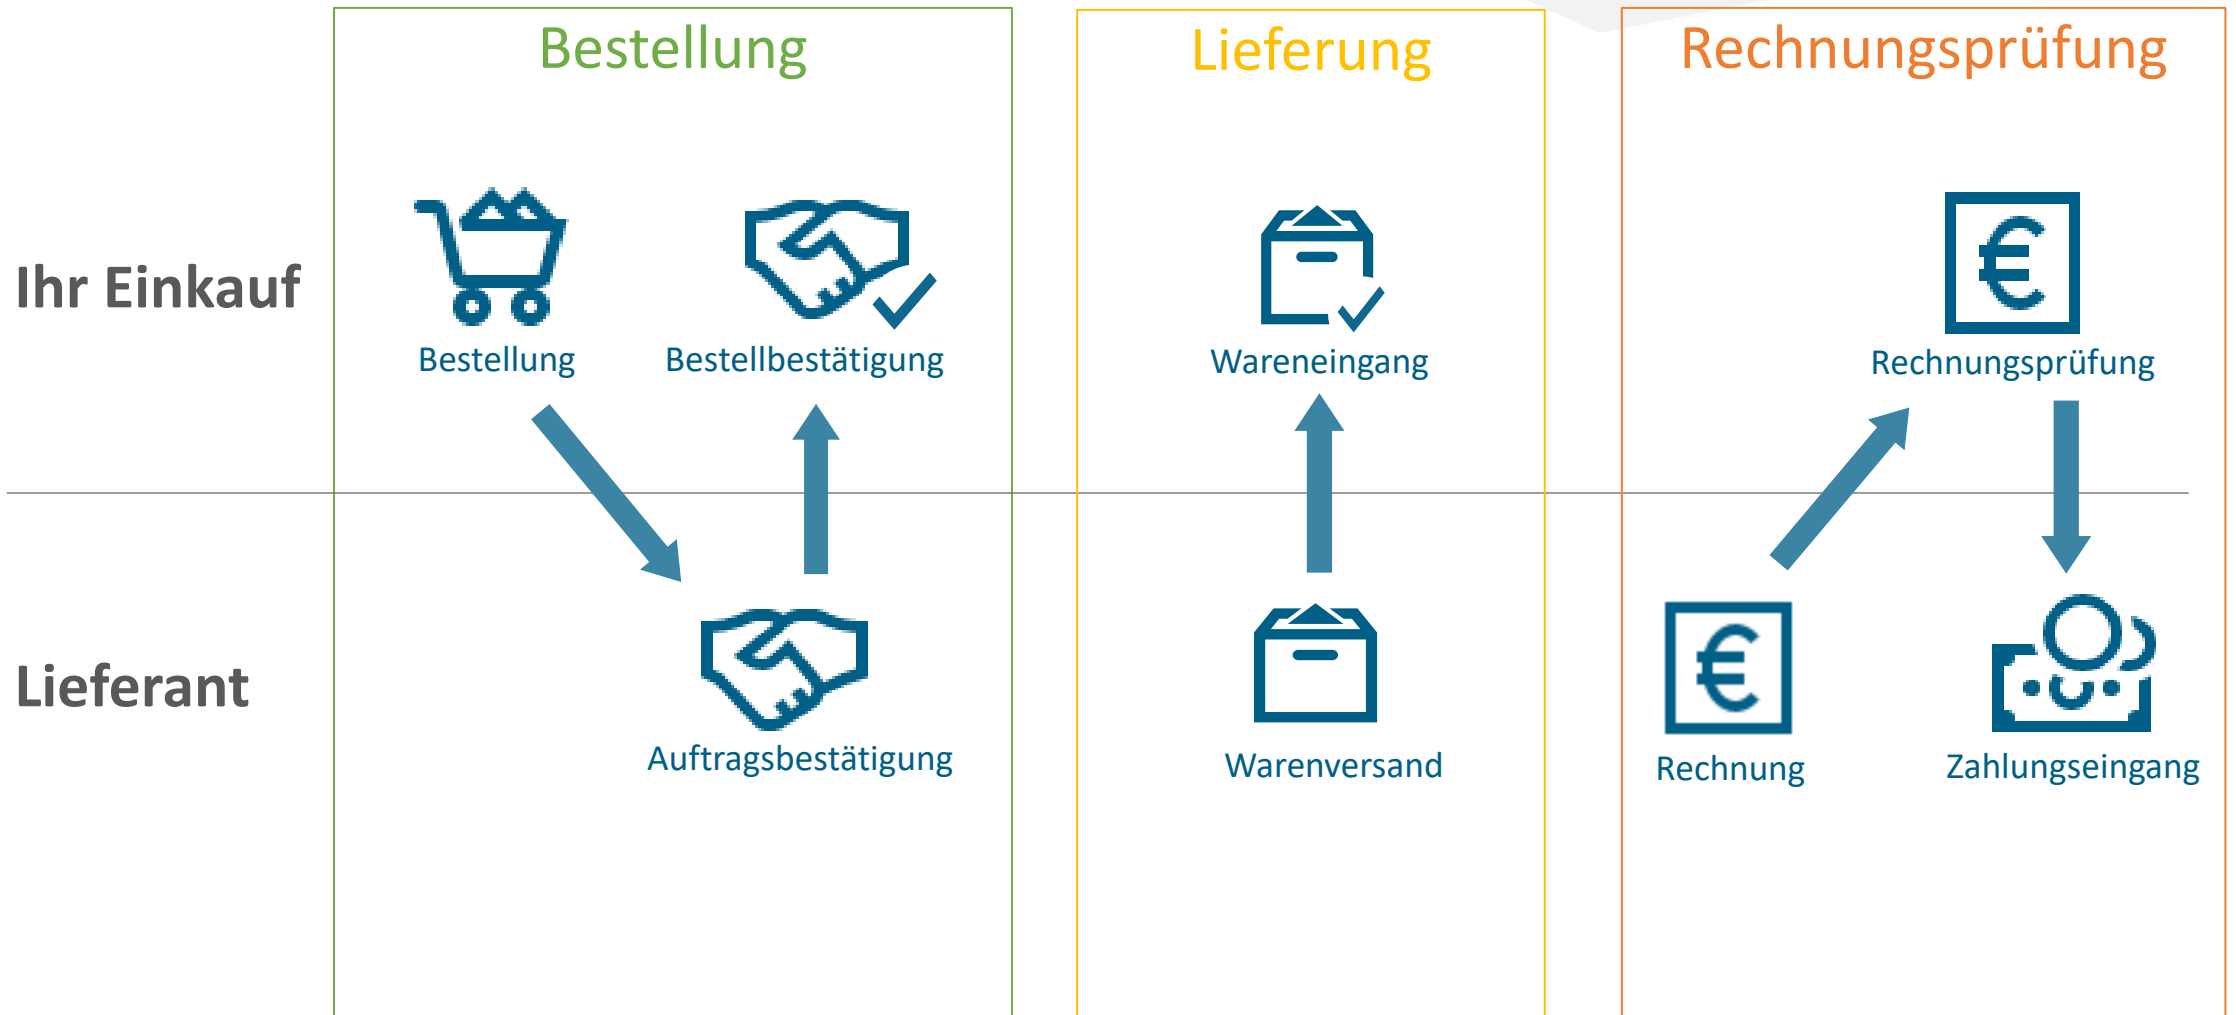 Bestellung
Lieferung
Rechnungsprüfung
Ihr Einkauf
Bestellung
Bestellbestätigung
Wareneingang
Rechnungsprüfung
Lieferant
Auftragsbestätigung
Warenversand
Rechnung
Zahlungseingang